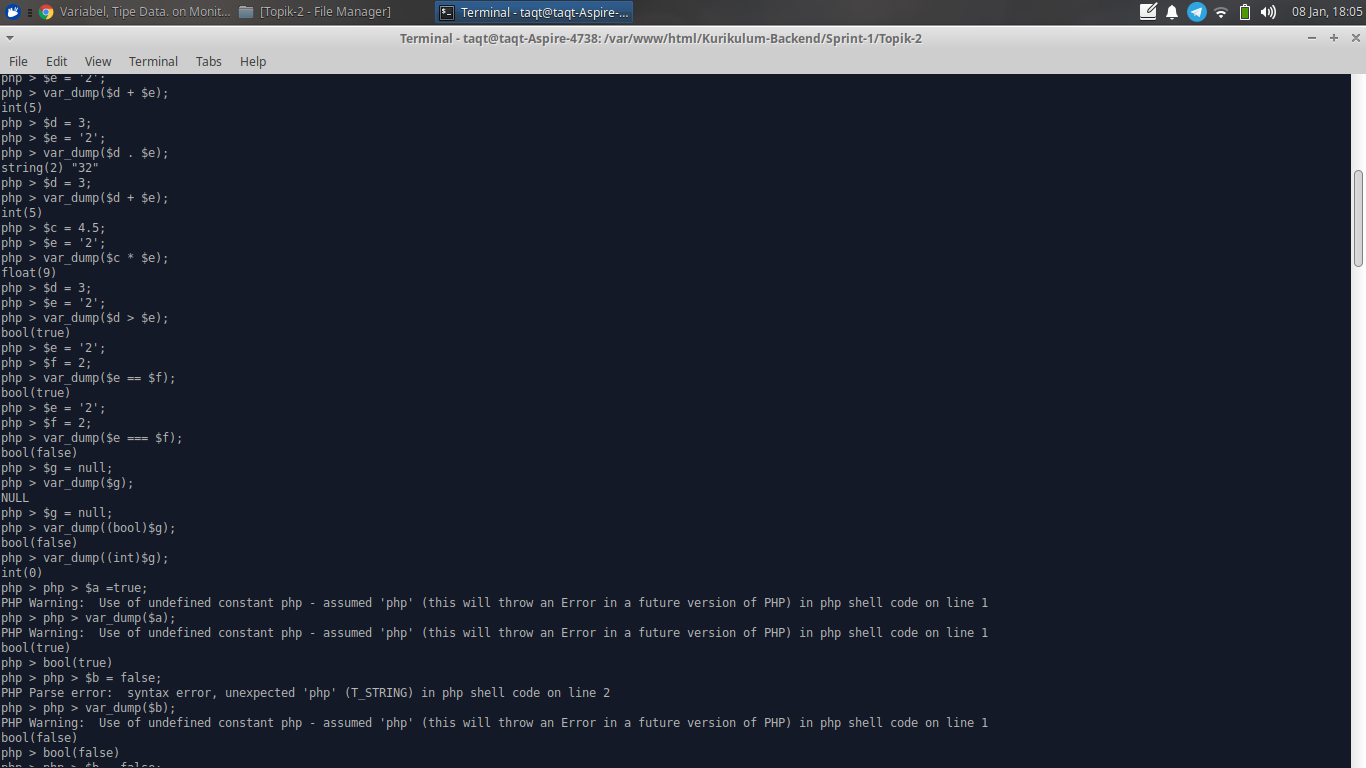 Variabel, Tipe Data. on Monit... [Topik-2 - File Manager] Terminal - taqt@taqt-Aspire-... 08 Jan, 18:05
Terminal - taqt@taqt-Aspire-4738: /var/www/html/Kurikulum-Backend/Sprint-1/Topik-2
File Edit View Terminal Tabs Help
php > $e = '2';
php > var_dump($d + $e);
int(5)
php > $d = 3;
php > $e = '2';
php > var_dump($d . $e);
string(2) "32"
php > $d = 3;
php > var_dump($d + $e);
int(5)
php > $c = 4.5;
php > $e = '2';
php > var_dump($c * $e);
float(9)
php > $d = 3;
php > $e = '2';
php > var_dump($d > $e);
bool(true)
php > $e = '2';
php > $f = 2;
php > var_dump($e == $f);
bool(true)
php > $e = '2';
php > $f = 2;
php > var_dump($e === $f);
bool(false)
php > $g = null;
php > var_dump($g);
NULL
php > $g = null;
php > var_dump((bool)$g);
bool(false)
php > var_dump((int)$g);
int(0)
php > php > $a =true;
PHP Warning:  Use of undefined constant php - assumed 'php' (this will throw an Error in a future version of PHP) in php shell code on line 1
php > php > var_dump($a);
PHP Warning:  Use of undefined constant php - assumed 'php' (this will throw an Error in a future version of PHP) in php shell code on line 1
bool(true)
php > bool(true)
php > php > $b = false;
PHP Parse error:  syntax error, unexpected 'php' (T_STRING) in php shell code on line 2
php > php > var_dump($b);
PHP Warning:  Use of undefined constant php - assumed 'php' (this will throw an Error in a future version of PHP) in php shell code on line 1
bool(false)
php > bool(false)
php > php > $b = false;